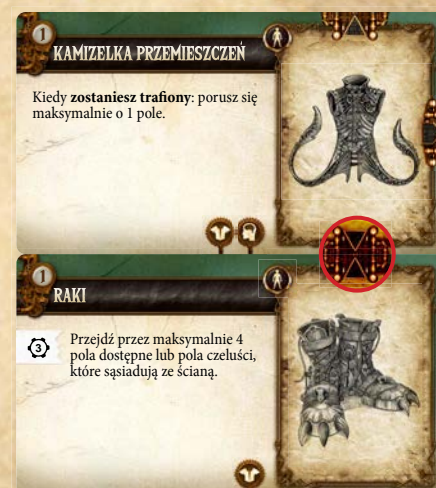 1
KAMIZELKA PRZEMIESZCZEŃ
Kiedy zostaniesz trafiony: porusz się
maksymalnie o 1 pole.
1
RAKI
3
Przejdź przez maksymalnie 4
pola dostępne lub pola czeluści,
które sąsiadują ze ścianą.